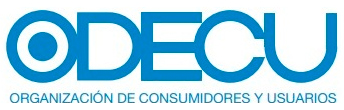 ODECU
ORGANIZACIÓN DE CONSUMIDORES Y USUARIOS